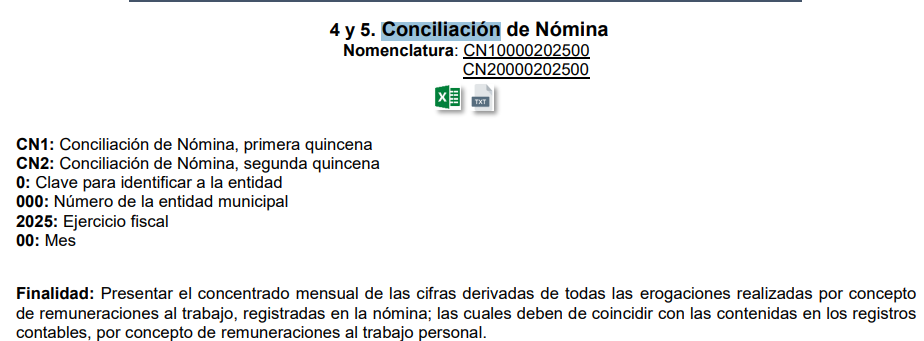 4 y 5. Conciliación de Nómina
Nomenclatura: CN10000202500
CN20000202500
X
TXT
CN1: Conciliación de Nómina, primera quincena
CN2: Conciliación de Nómina, segunda quincena
0: Clave para identificar a la entidad
000: Número de la entidad municipal
2025: Ejercicio fiscal
00: Mes
Finalidad: Presentar el concentrado mensual de las cifras derivadas de todas las erogaciones realizadas por concepto
de remuneraciones al trabajo, registradas en la nómina; las cuales deben de coincidir con las contenidas en los registros
contables, por concepto de remuneraciones al trabajo personal.